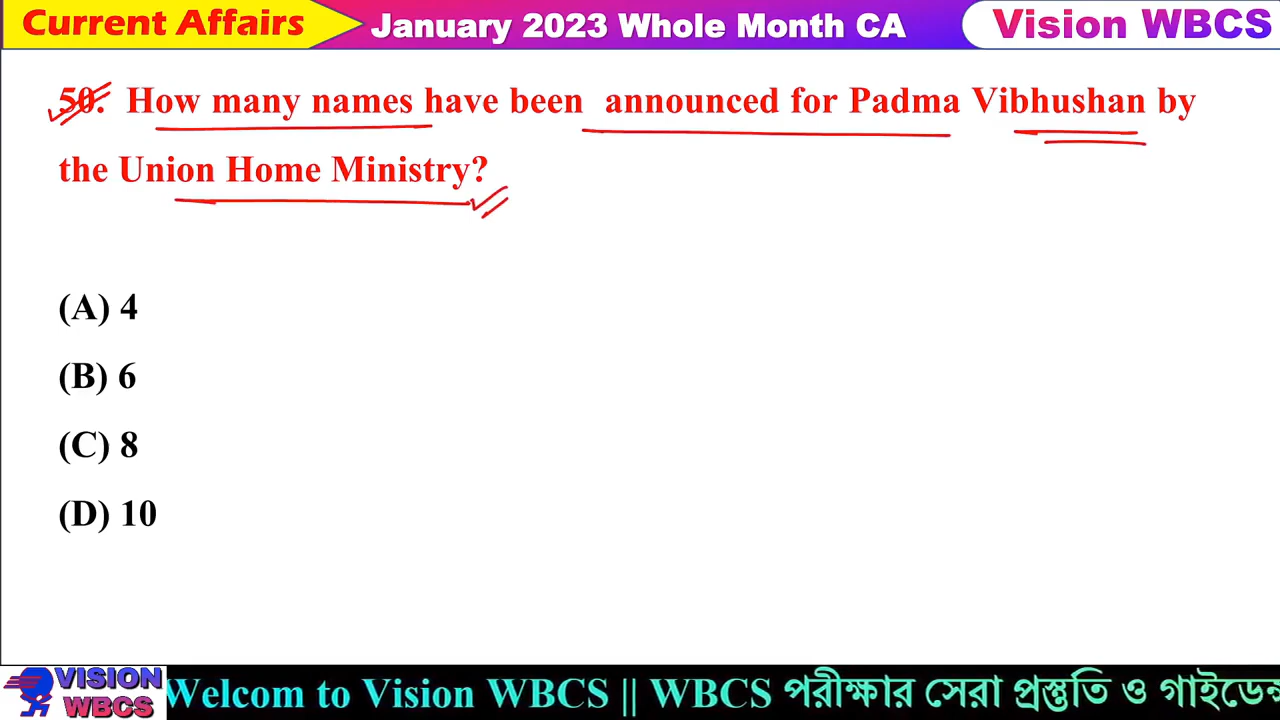 Current Affairs January 2023 Whole Month CA Vision WBCS
50. How many names have been announced for Padma Vibhushan by
the Union Home Ministry?
(A) 4
(B) 6
(C) 8
(D) 10
VISION
WBCS
Welcom to Vision WBCS || WBCS পরীক্ষার সেরা প্রস্তুতি ও